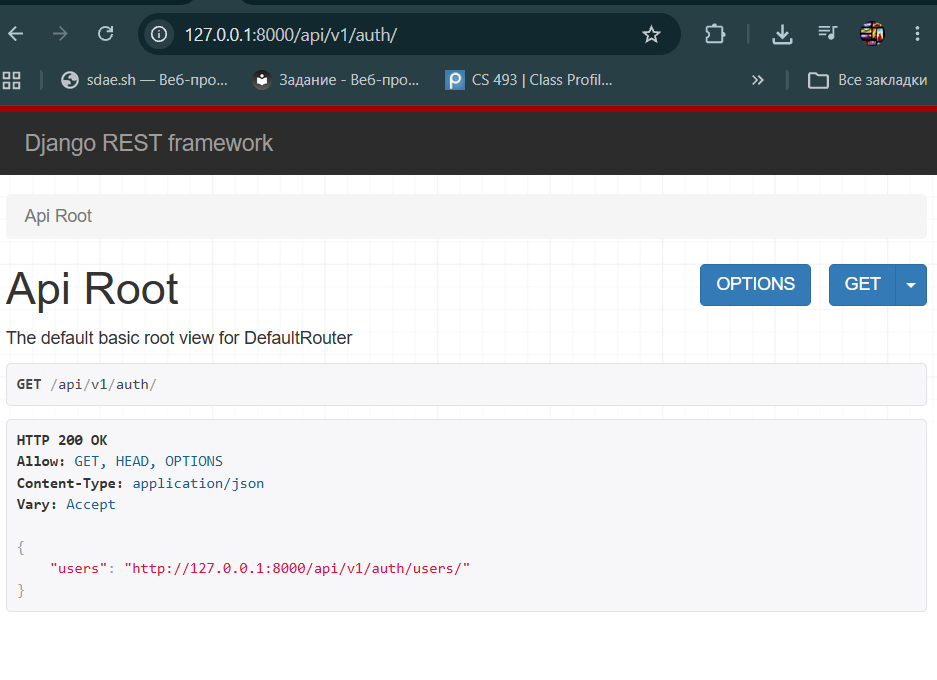 127.0.0.1:8000/api/v1/auth/
sdae.sh — Веб-про...
Задание - Веб-про...
CS 493 | Class Profil...
Все закладки
Django REST framework
Api Root
Api Root
OPTIONS
GET
The default basic root view for DefaultRouter
GET /api/v1/auth/
HTTP 200 OK
Allow: GET, HEAD, OPTIONS
Content-Type: application/json
Vary: Accept
{
    "users": "http://127.0.0.1:8000/api/v1/auth/users/"
}